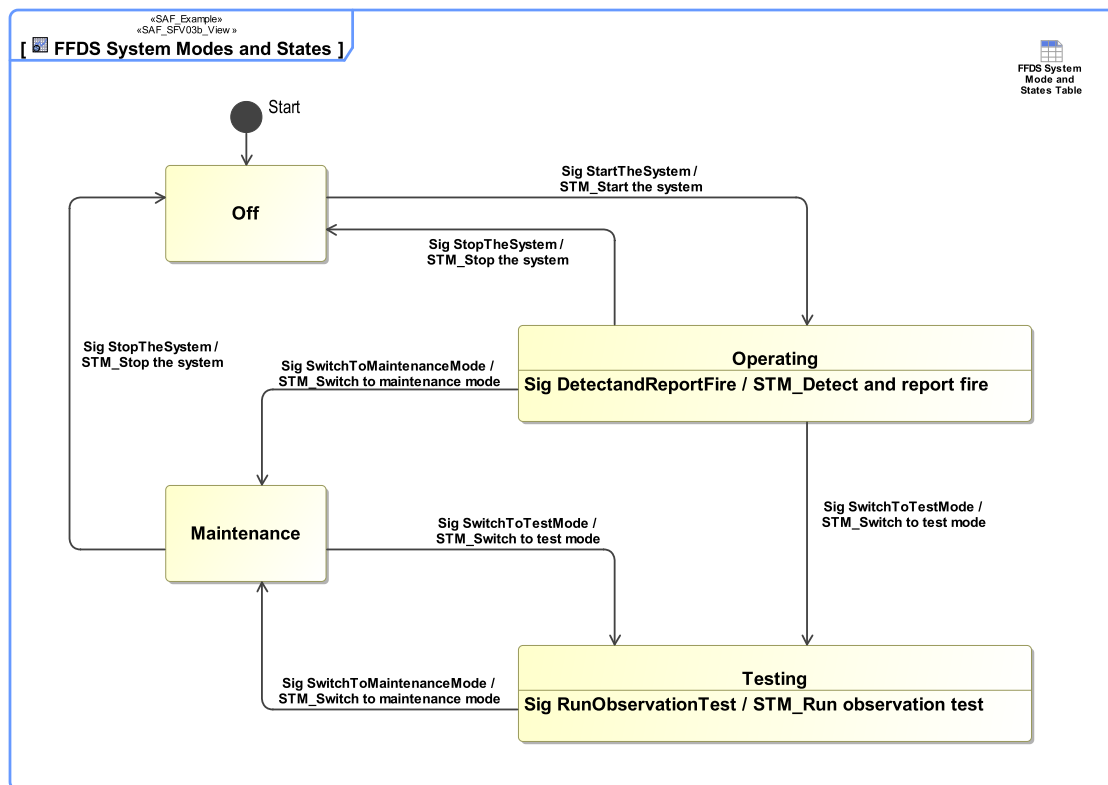 «SAF_Example»
«SAF_SFV03b_View »
[ FFDS System Modes and States ]
FFDS System
Mode and
States Table
Start
Off
Sig StartTheSystem /
STM_Start the system
Sig StopTheSystem /
STM_Stop the system
Sig StopTheSystem /
STM_Stop the system
Sig SwitchToMaintenanceMode /
STM_Switch to maintenance mode
Operating
Sig DetectandReportFire / STM_Detect and report fire
Maintenance
Sig SwitchToTestMode /
STM_Switch to test mode
Sig SwitchToTestMode /
STM_Switch to test mode
Sig SwitchToMaintenanceMode /
STM_Switch to maintenance mode
Testing
Sig RunObservationTest / STM_Run observation test